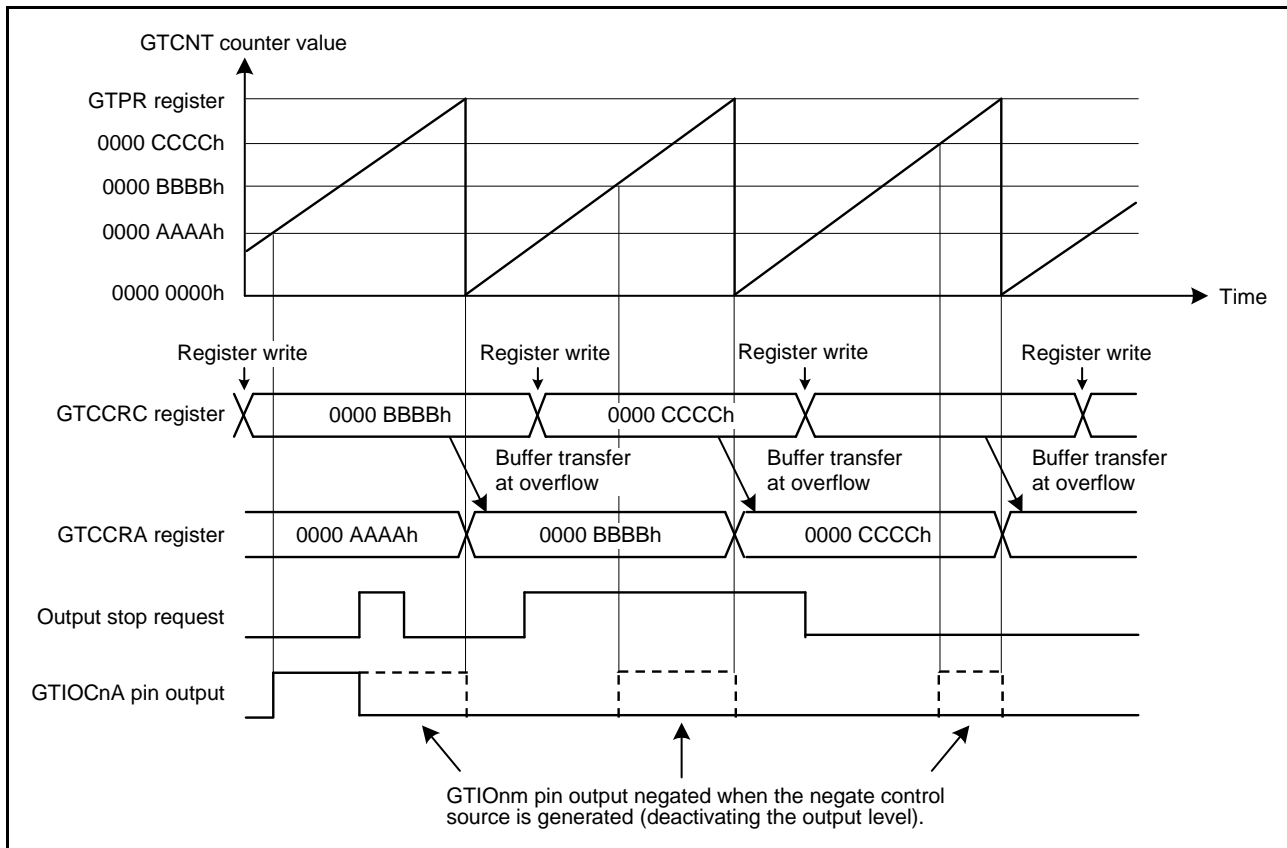 GTCNT counter value
GTPR register
0000 CCCCh
0000 BBBBh
0000 AAAAh
0000 0000h
Time
Register write
Register write
Register write
Register write
GTCCRC register
0000 BBBBh
0000 CCCCh
Buffer transfer
at overflow
Buffer transfer
at overflow
Buffer transfer
at overflow
GTCCRA register
0000 AAAAh
0000 BBBBh
0000 CCCCh
Output stop request
GTIOCnA pin output
GTIOnm pin output negated when the negate control
source is generated (deactivating the output level).